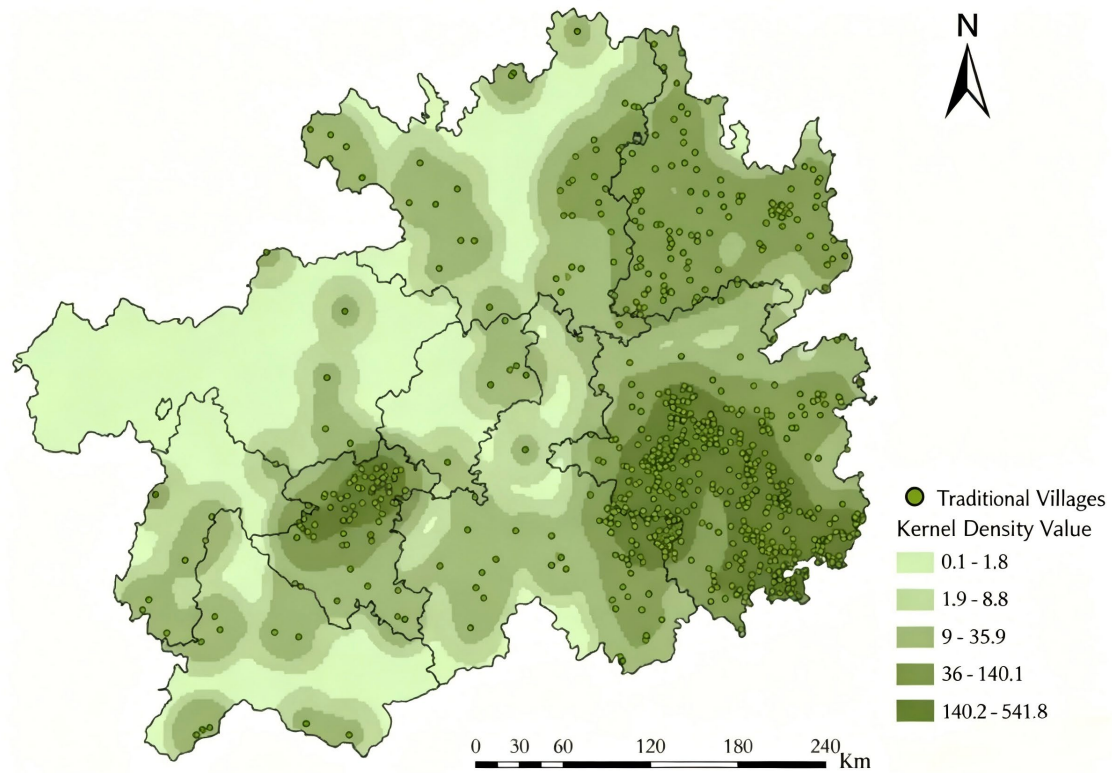 N
Traditional Villages
Kernel Density Value
0.1 - 1.8
1.9 - 8.8
9 - 35.9
36 - 140.1
140.2 - 541.8
0 30 60 120 180 240 Km